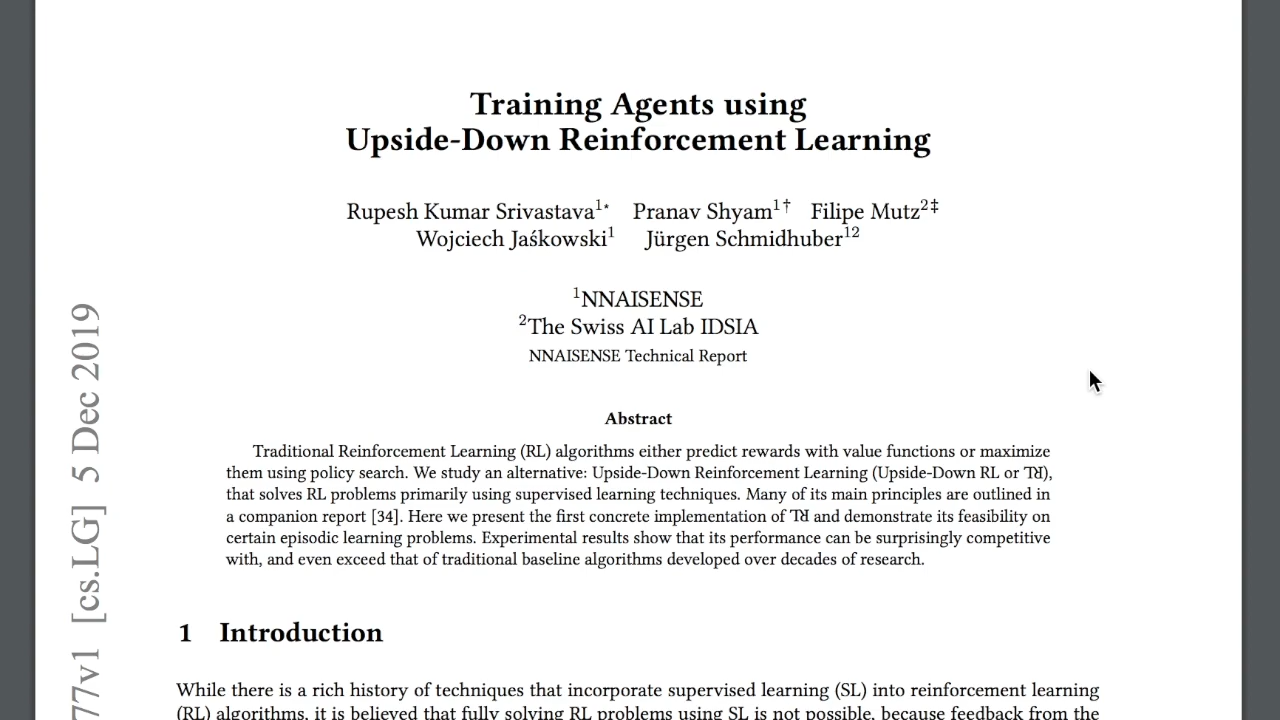 Training Agents using
Upside-Down Reinforcement Learning
Rupesh Kumar Srivastava1⋆ Pranav Shyam1† Filipe Mutz2‡
Wojciech Jaśkowski1 Jürgen Schmidhuber12
1NNAISENSE
2The Swiss AI Lab IDSIA
NNAISENSE Technical Report
Abstract
Traditional Reinforcement Learning (RL) algorithms either predict rewards with value functions or maximize
them using policy search. We study an alternative: Upside-Down Reinforcement Learning (Upside-Down RL or ꓶꓤ),
that solves RL problems primarily using supervised learning techniques. Many of its main principles are outlined in
a companion report [34]. Here we present the first concrete implementation of ꓶꓤ and demonstrate its feasibility on
certain episodic learning problems. Experimental results show that its performance can be surprisingly competitive
with, and even exceed that of traditional baseline algorithms developed over decades of research.
1 Introduction
While there is a rich history of techniques that incorporate supervised learning (SL) into reinforcement learning
(RL) algorithms, it is believed that fully solving RL problems using SL is not possible, because feedback from the
77v1 [cs.LG] 5 Dec 2019